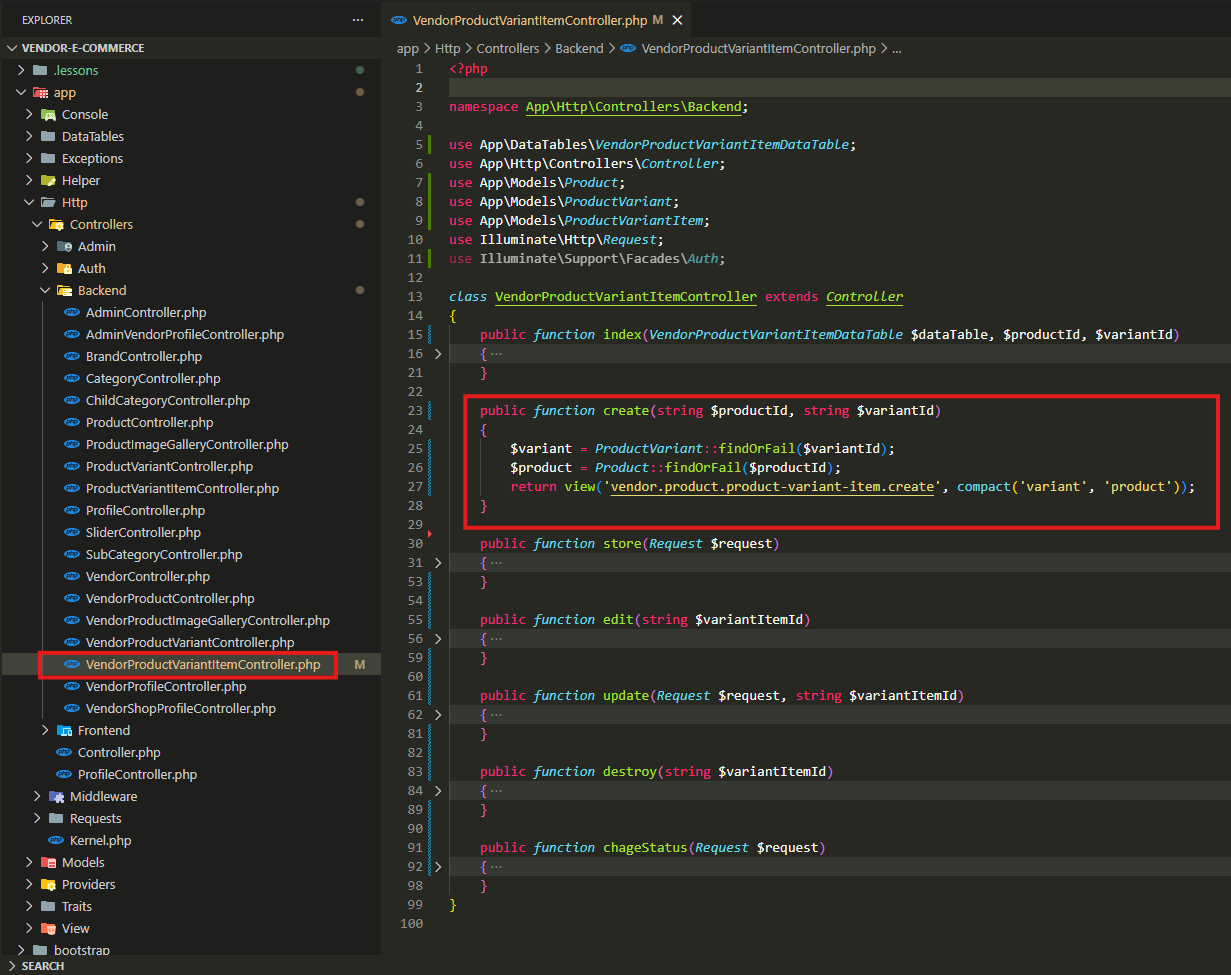 EXPLORER ···
VENDOR-E-COMMERCE
.lessons
app
Console
DataTables
Exceptions
Helper
Http
Controllers
Admin
Auth
Backend
AdminController.php
AdminVendorProfileController.php
BrandController.php
CategoryController.php
ChildCategoryController.php
ProductController.php
ProductImageGalleryController.php
ProductVariantController.php
ProductVariantItemController.php
ProfileController.php
SliderController.php
SubCategoryController.php
VendorController.php
VendorProductController.php
VendorProductImageGalleryController.php
VendorProductVariantController.php
VendorProductVariantItemController.php M
VendorProfileController.php
VendorShopProfileController.php
Frontend
Controller.php
ProfileController.php
Middleware
Requests
Kernel.php
Models
Providers
Traits
View
bootstrap
SEARCH
VendorProductVariantItemController.php M
app > Http > Controllers > Backend > VendorProductVariantItemController.php > ...
1 <?php
2
3 namespace App\Http\Controllers\Backend;
4
5 use App\DataTables\VendorProductVariantItemDataTable;
6 use App\Http\Controllers\Controller;
7 use App\Models\Product;
8 use App\Models\ProductVariant;
9 use App\Models\ProductVariantItem;
10 use Illuminate\Http\Request;
11 use Illuminate\Support\Facades\Auth;
12
13 class VendorProductVariantItemController extends Controller
14 {
15 public function index(VendorProductVariantItemDataTable $dataTable, $productId, $variantId)
16 { ···
21 }
22
23 public function create(string $productId, string $variantId)
24 {
25 $variant = ProductVariant::findOrFail($variantId);
26 $product = Product::findOrFail($productId);
27 return view('vendor.product.product-variant-item.create', compact('variant', 'product'));
28 }
29
30 public function store(Request $request)
31 { ···
53 }
54
55 public function edit(string $variantItemId)
56 { ···
59 }
60
61 public function update(Request $request, string $variantItemId)
62 { ···
81 }
82
83 public function destroy(string $variantItemId)
84 { ···
89 }
90
91 public function chageStatus(Request $request)
92 { ···
98 }
99 }
100